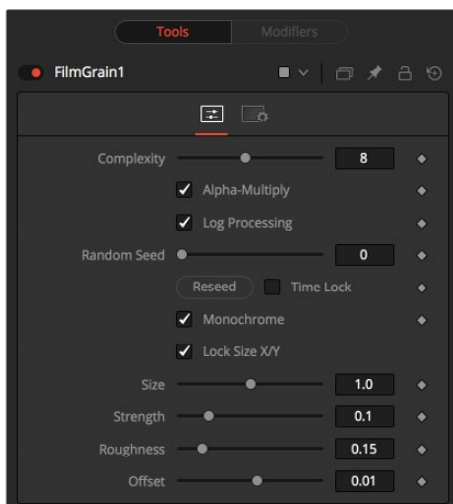 Tools Modifiers
FilmGrain1
Complexity 8
Alpha-Multiply
Log Processing
Random Seed 0
Reseed Time Lock
Monochrome
Lock Size X/Y
Size 1.0
Strength 0.1
Roughness 0.15
Offset 0.01